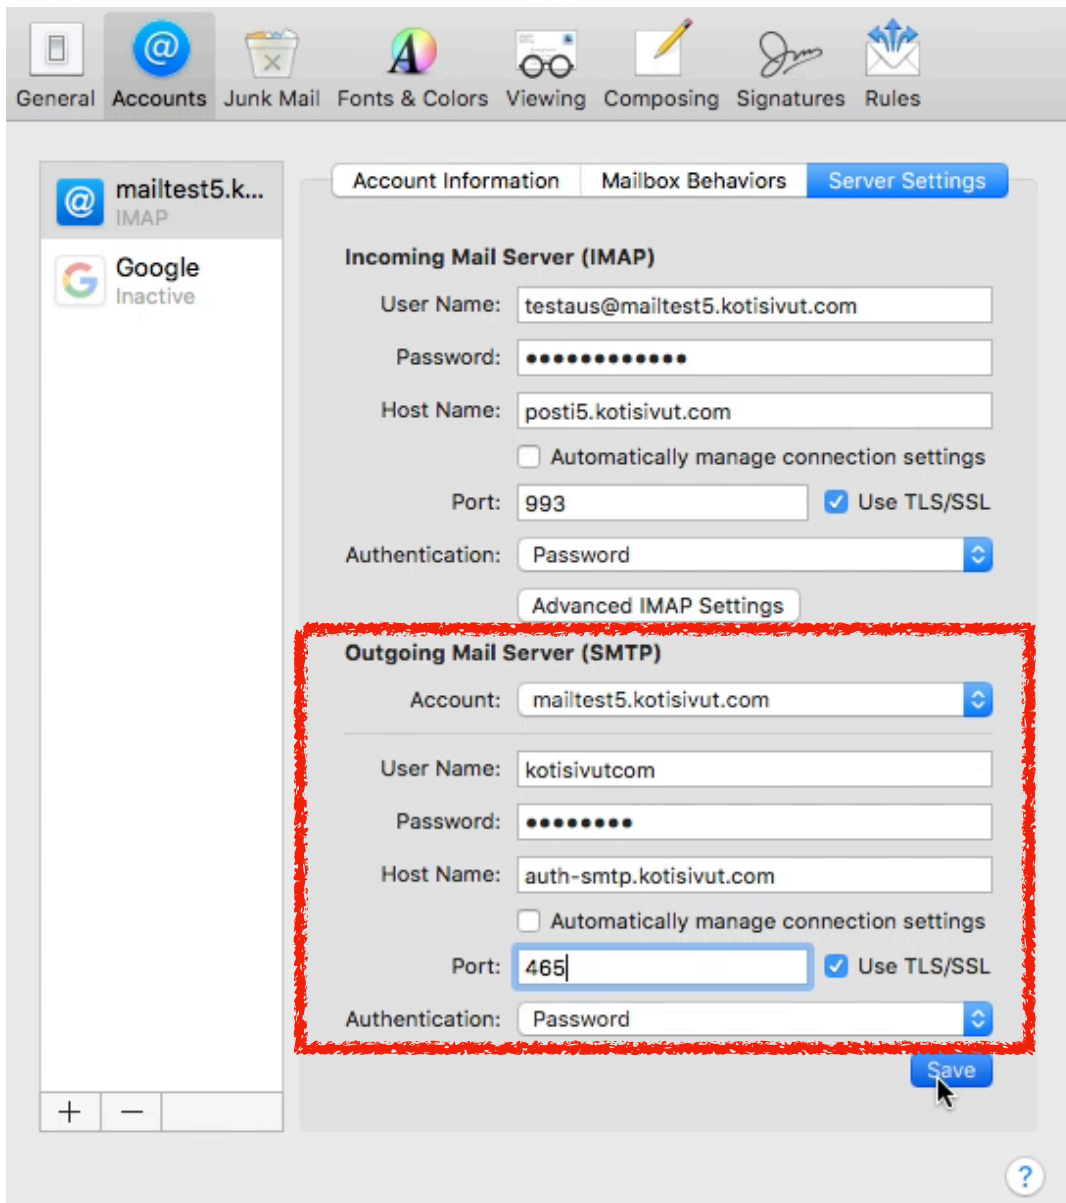 General Accounts Junk Mail Fonts & Colors Viewing Composing Signatures Rules
mailtest5.k...
IMAP
Google
Inactive
Account Information Mailbox Behaviors Server Settings
Incoming Mail Server (IMAP)
User Name: testaus@mailtest5.kotisivut.com
Password: ••••••••••••
Host Name: posti5.kotisivut.com
Automatically manage connection settings
Port: 993 Use TLS/SSL
Authentication: Password
Advanced IMAP Settings
Outgoing Mail Server (SMTP)
Account: mailtest5.kotisivut.com
User Name: kotisivutcom
Password: ••••••••
Host Name: auth-smtp.kotisivut.com
Automatically manage connection settings
Port: 465 Use TLS/SSL
Authentication: Password
Save
+ −
?